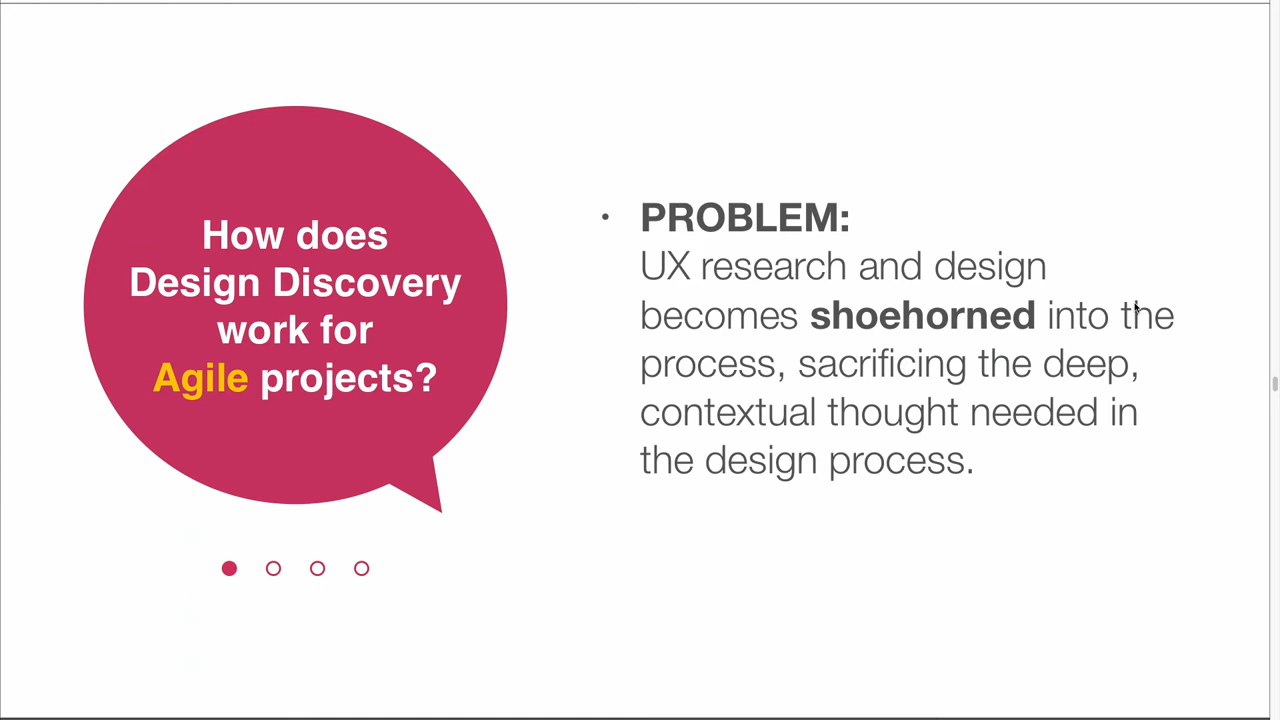 How does
Design Discovery
work for
Agile projects?
• PROBLEM:
UX research and design
becomes shoehorned into the
process, sacrificing the deep,
contextual thought needed in
the design process.